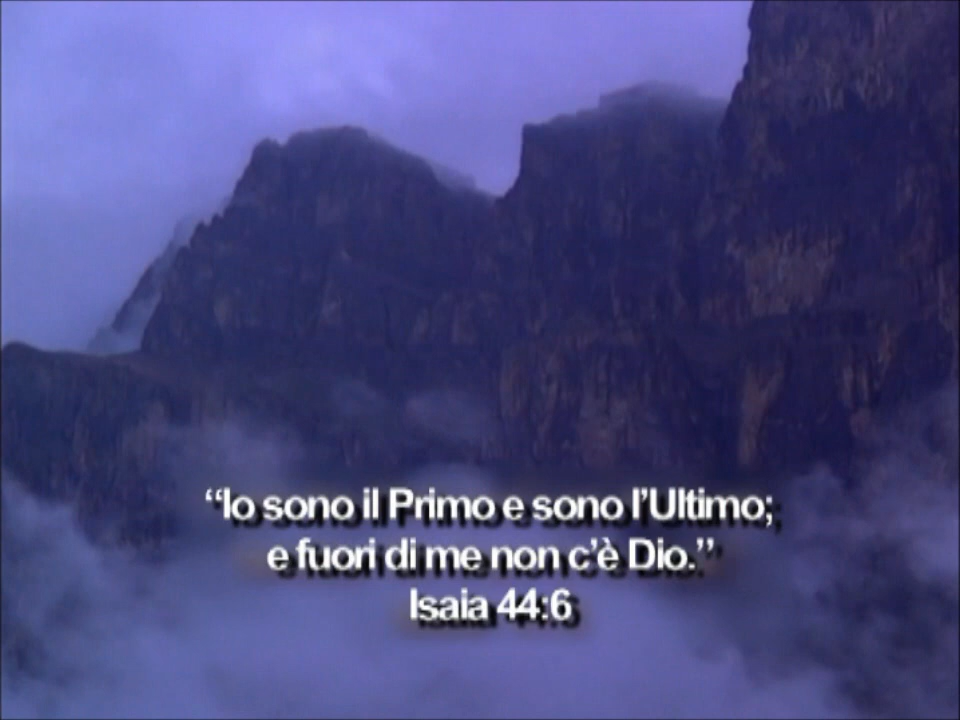 “Io sono il Primo e sono l’Ultimo;
e fuori di me non c’è Dio.”
Isaia 44:6